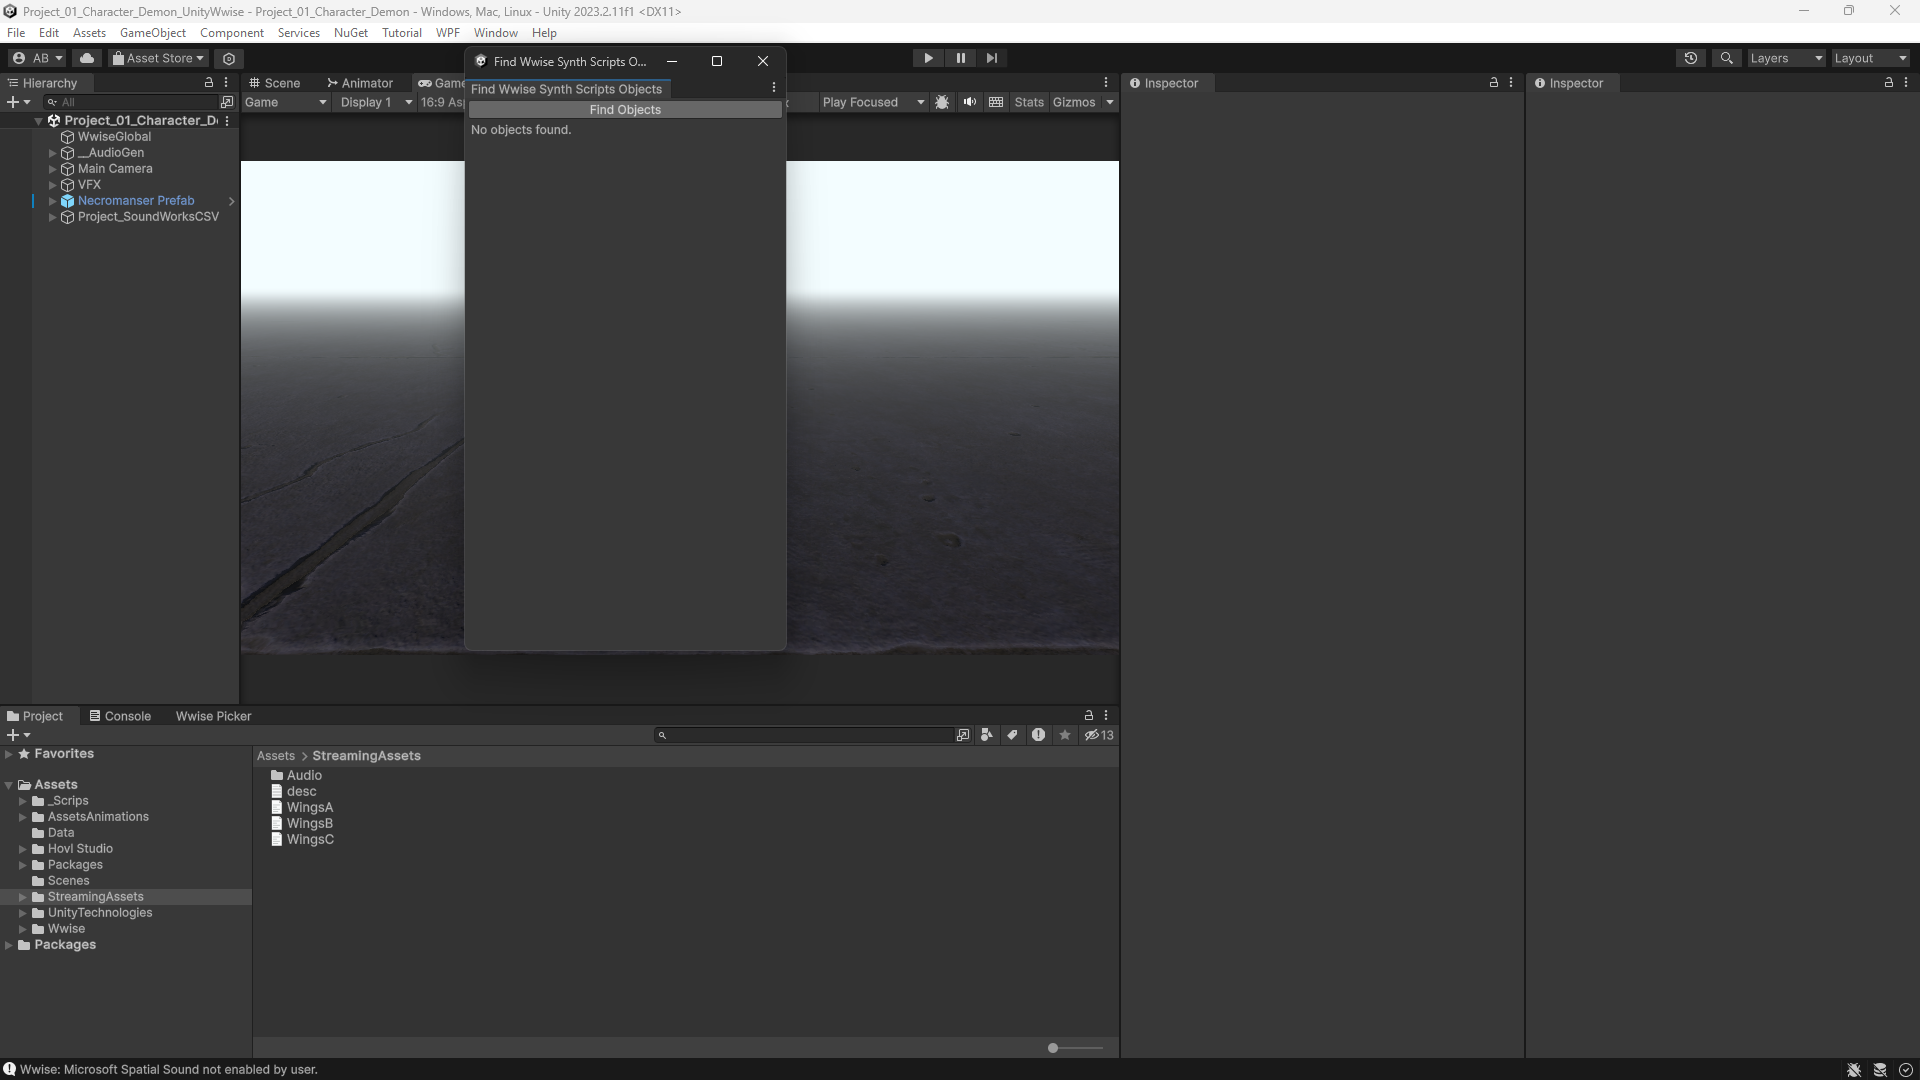 Project_01_Character_Demon_UnityWwise - Project_01_Character_Demon - Windows, Mac, Linux - Unity 2023.2.11f1 <DX11>
File Edit Assets GameObject Component Services NuGet Tutorial WPF Window Help
AB Asset Store Layers Layout
Find Wwise Synth Scripts O...
Hierarchy Scene Animator Game Inspector Inspector
Find Wwise Synth Scripts Objects
All Game Display 1 16:9 Play Focused Stats Gizmos
Find Objects
No objects found.
Project_01_Character_D
WwiseGlobal
__AudioGen
Main Camera
VFX
Necromanser Prefab
Project_SoundWorksCSV
Project Console Wwise Picker
13
Favorites
Assets > StreamingAssets
Assets
_Scrips
AssetsAnimations
Data
Hovl Studio
Packages
Scenes
StreamingAssets
UnityTechnologies
Wwise
Packages
Audio
desc
WingsA
WingsB
WingsC
Wwise: Microsoft Spatial Sound not enabled by user.